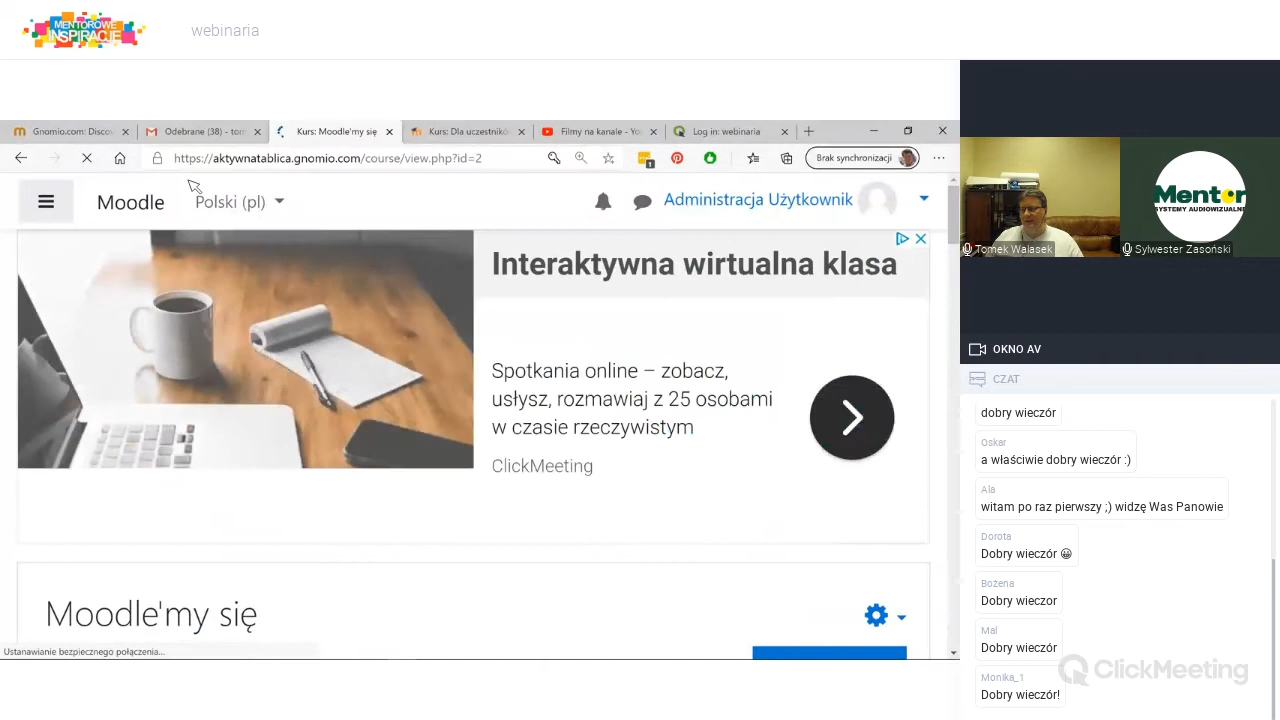 MENTOROWE
INSPIRACJE
webinaria
Gnomio.com: Discov
Odebrane (38) - tom
Kurs: Moodle'my się
Kurs: Dla uczestnikó
Filmy na kanale - Yo
Log in: webinaria
https://aktywnatablica.gnomio.com/course/view.php?id=2
1
Brak synchronizacji
Moodle
Polski (pl)
Administracja Użytkownik
Interaktywna wirtualna klasa
Spotkania online – zobacz,
usłysz, rozmawiaj z 25 osobami
w czasie rzeczywistym
ClickMeeting
Moodle'my się
Ustanawianie bezpiecznego połączenia...
Tomek Walasek
Mentor
SYSTEMY AUDIOWIZUALNE
Sylwester Zasoński
OKNO AV
CZAT
dobry wieczór
Oskar
a właściwie dobry wieczór :)
Ala
witam po raz pierwszy ;) widzę Was Panowie
Dorota
Dobry wieczór 😀
Bożena
Dobry wieczor
Mal
Dobry wieczór
Monika_1
Dobry wieczór!
ClickMeeting